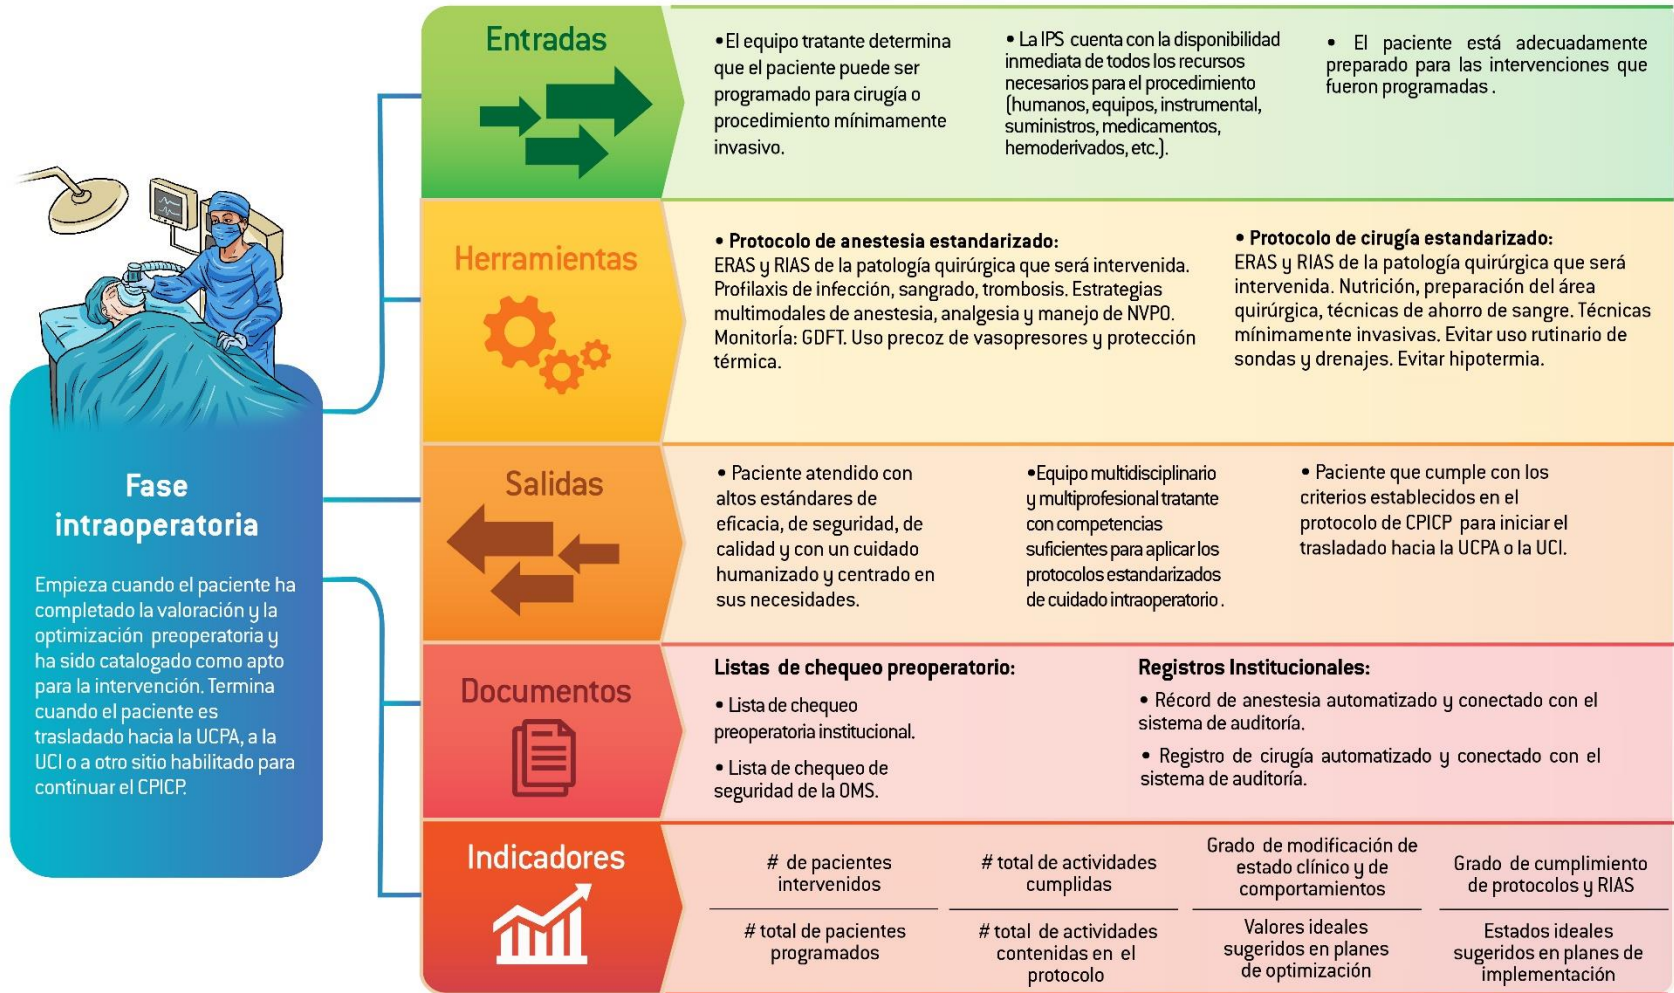 Fase
intraoperatoria
Empieza cuando el paciente ha
completado la valoración y la
optimización preoperatoria y
ha sido catalogado como apto
para la intervención. Termina
cuando el paciente es
trasladado hacia la UCPA, a la
UCI o a otro sitio habilitado para
continuar el CPICP.
Entradas
• El equipo tratante determina
que el paciente puede ser
programado para cirugía o
procedimiento mínimamente
invasivo.
• La IPS cuenta con la disponibilidad
inmediata de todos los recursos
necesarios para el procedimiento
(humanos, equipos, instrumental,
suministros, medicamentos,
hemoderivados, etc.).
• El paciente está adecuadamente
preparado para las intervenciones que
fueron programadas .
Herramientas
• Protocolo de anestesia estandarizado:
ERAS y RIAS de la patología quirúrgica que será intervenida.
Profilaxis de infección, sangrado, trombosis. Estrategias
multimodales de anestesia, analgesia y manejo de NVPO.
Monitoría: GDFT. Uso precoz de vasopresores y protección
térmica.
• Protocolo de cirugía estandarizado:
ERAS y RIAS de la patología quirúrgica que será
intervenida. Nutrición, preparación del área
quirúrgica, técnicas de ahorro de sangre. Técnicas
mínimamente invasivas. Evitar uso rutinario de
sondas y drenajes. Evitar hipotermia.
Salidas
• Paciente atendido con
altos estándares de
eficacia, de seguridad, de
calidad y con un cuidado
humanizado y centrado en
sus necesidades.
• Equipo multidisciplinario
y multiprofesional tratante
con competencias
suficientes para aplicar los
protocolos estandarizados
de cuidado intraoperatorio .
• Paciente que cumple con los
criterios establecidos en el
protocolo de CPICP para iniciar el
trasladado hacia la UCPA o la UCI.
Documentos
Listas de chequeo preoperatorio:
• Lista de chequeo
preoperatoria institucional.
• Lista de chequeo de
seguridad de la OMS.
Registros Institucionales:
• Récord de anestesia automatizado y conectado con el
sistema de auditoría.
• Registro de cirugía automatizado y conectado con el
sistema de auditoría.
Indicadores
# de pacientes
intervenidos
# total de pacientes
programados
# total de actividades
cumplidas
# total de actividades
contenidas en el
protocolo
Grado de modificación de
estado clínico y de
comportamientos
Valores ideales
sugeridos en planes
de optimización
Grado de cumplimiento
de protocolos y RIAS
Estados ideales
sugeridos en planes de
implementación